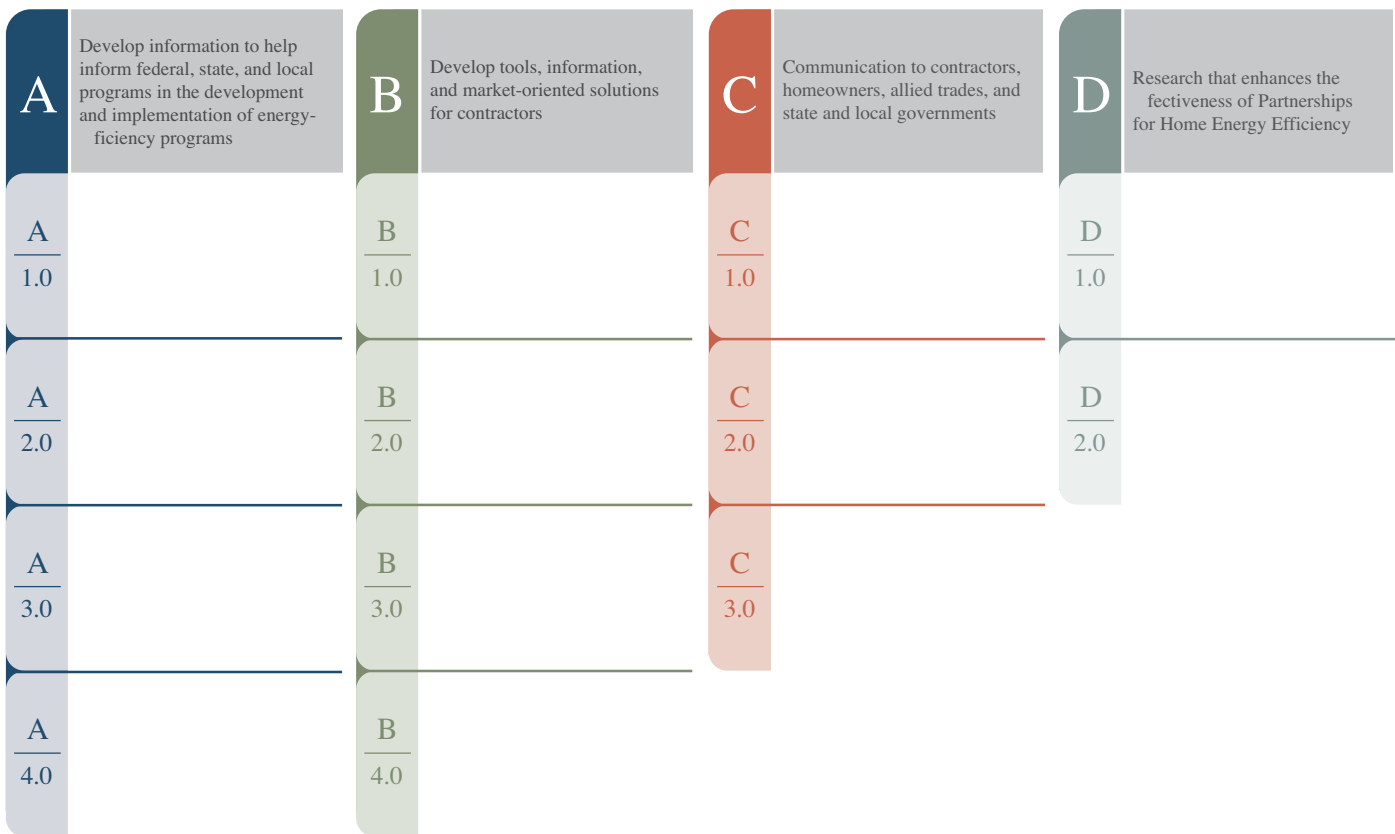 A
Develop information to help
inform federal, state, and local
programs in the development
and implementation of energy-
ficiency programs
A
1.0
A
2.0
A
3.0
A
4.0
B
Develop tools, information,
and market-oriented solutions
for contractors
B
1.0
B
2.0
B
3.0
B
4.0
C
Communication to contractors,
homeowners, allied trades, and
state and local governments
C
1.0
C
2.0
C
3.0
D
Research that enhances the
fectiveness of Partnerships
for Home Energy Efficiency
D
1.0
D
2.0